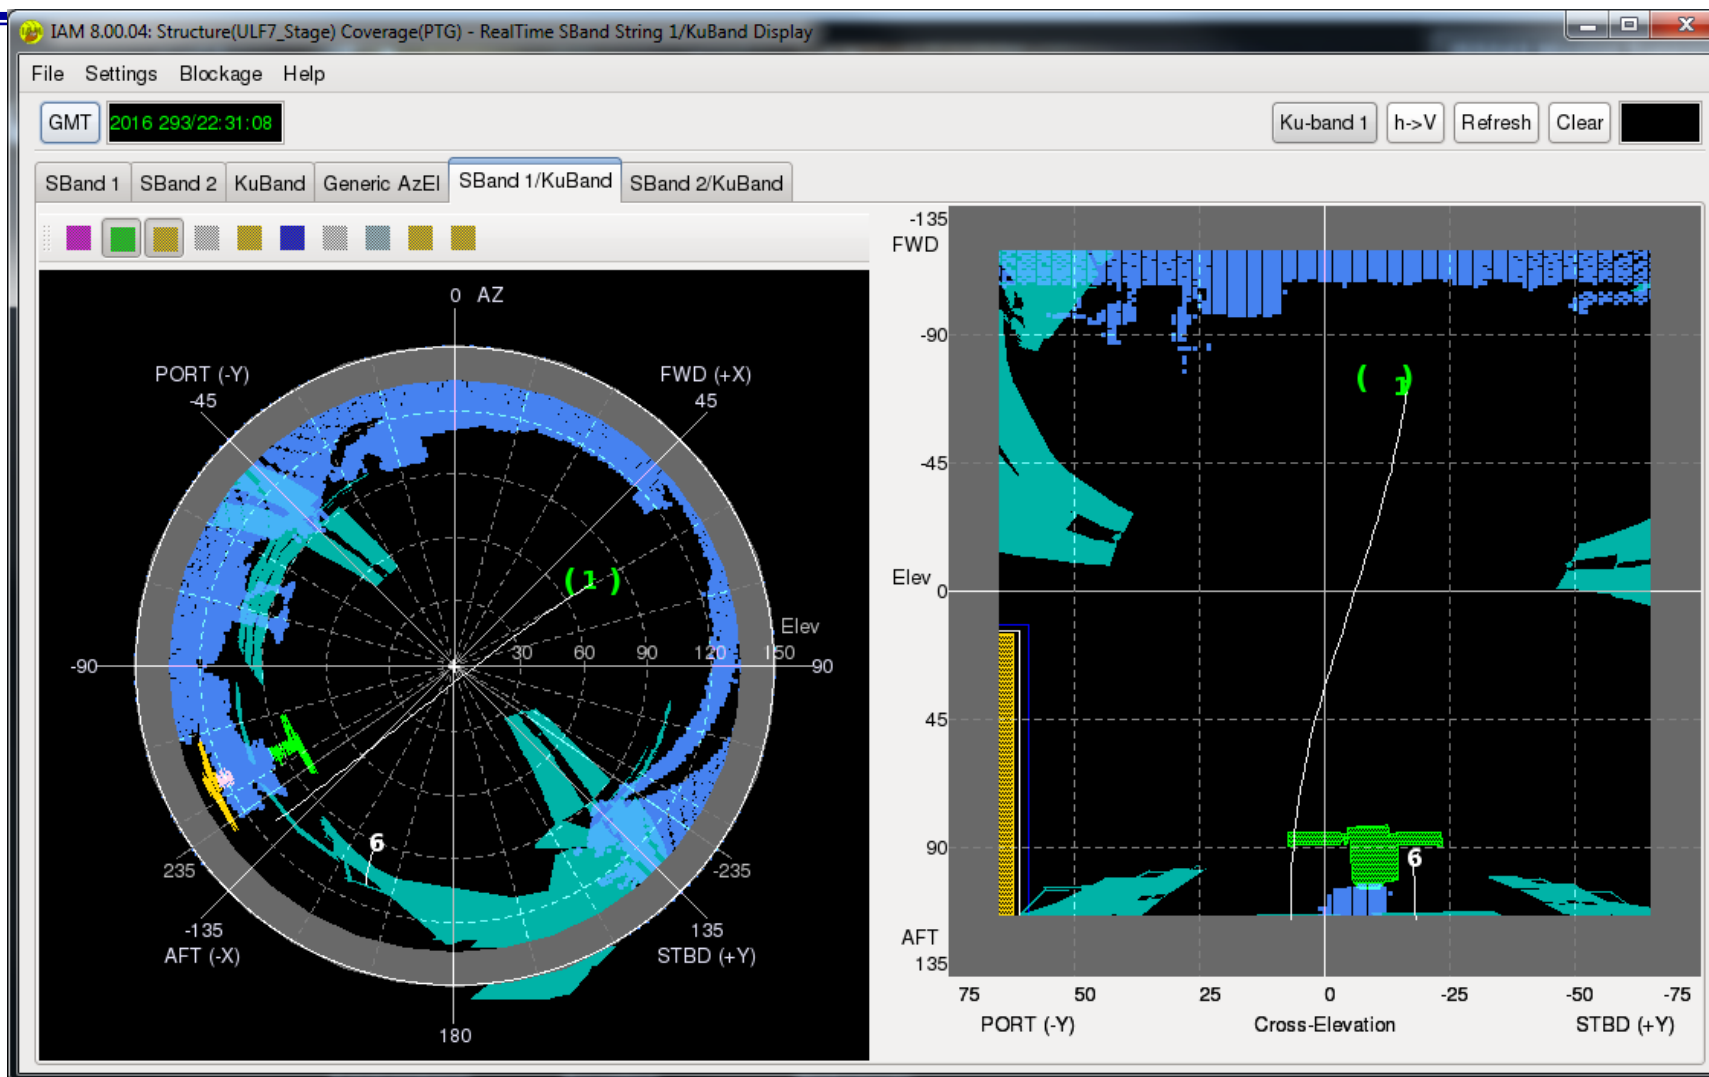 IAM 8.00.04: Structure(ULF7_Stage) Coverage(PTG) - RealTime SBand String 1/KuBand Display
File Settings Blockage Help
GMT 2016 293/22:31:08 Ku-band 1 h->V Refresh Clear
SBand 1 SBand 2 KuBand Generic AzEl SBand 1/KuBand SBand 2/KuBand
0 AZ
PORT (-Y)
-45
FWD (+X)
45
( 1 )
Elev
-90 30 60 90 120 150 90
6
235 -235
-135
AFT (-X)
135
STBD (+Y)
180
-135
FWD
-90
( 1 )
-45
Elev 0
45
90
6
AFT
135
75 50 25 0 -25 -50 -75
PORT (-Y) Cross-Elevation STBD (+Y)